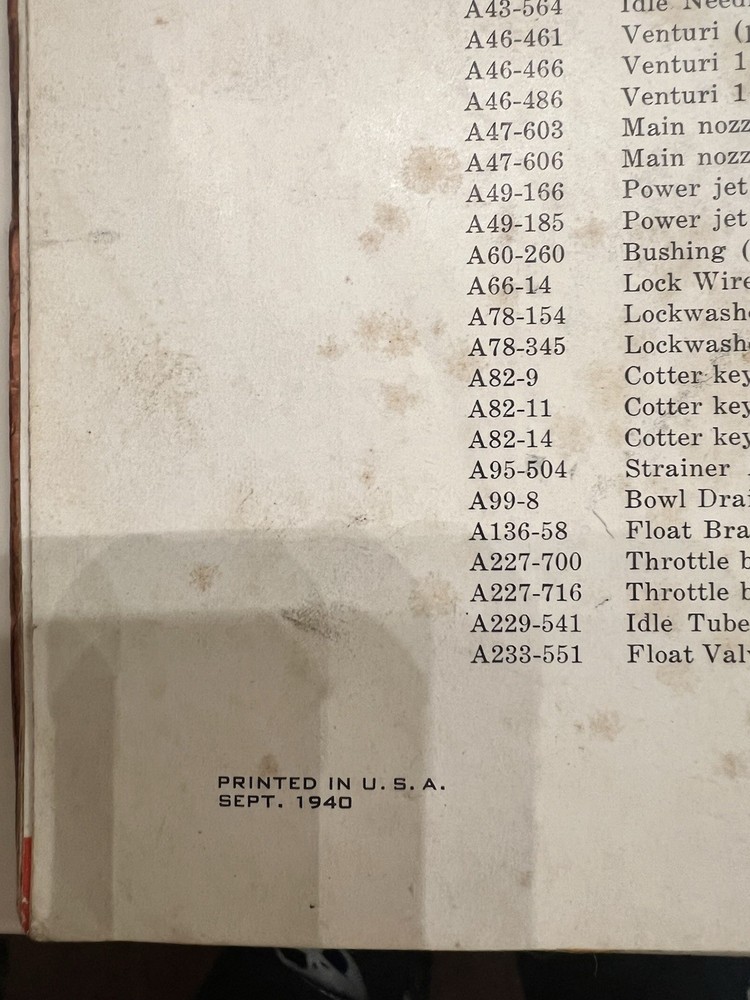 A43-564 Idle
A46-461 Venturi
A46-466 Venturi 1
A46-486 Venturi 1
A47-603 Main nozz
A47-606 Main nozz
A49-166 Power jet
A49-185 Power jet
A60-260 Bushing (
A66-14 Lock Wire
A78-154 Lockwash
A78-345 Lockwash
A82-9 Cotter key
A82-11 Cotter key
A82-14 Cotter key
A95-504 Strainer
A99-8 Bowl Drai
A136-58 Float Bra
A227-700 Throttle b
A227-716 Throttle b
A229-541 Idle Tube
A233-551 Float Val
PRINTED IN U. S. A.
SEPT. 1940